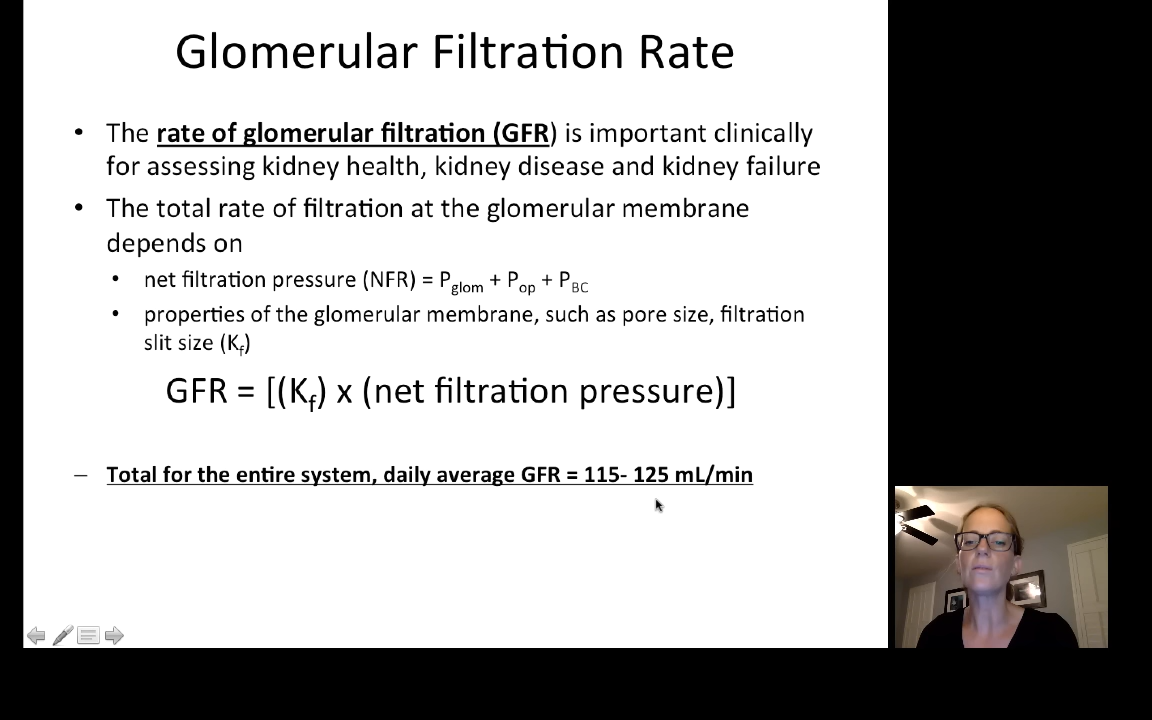 Glomerular Filtration Rate
• The rate of glomerular filtration (GFR) is important clinically
for assessing kidney health, kidney disease and kidney failure
• The total rate of filtration at the glomerular membrane
depends on
• net filtration pressure (NFR) = Pglom + Pop + PBC
• properties of the glomerular membrane, such as pore size, filtration
slit size (Kf)
GFR = [(Kf) x (net filtration pressure)]
– Total for the entire system, daily average GFR = 115- 125 mL/min